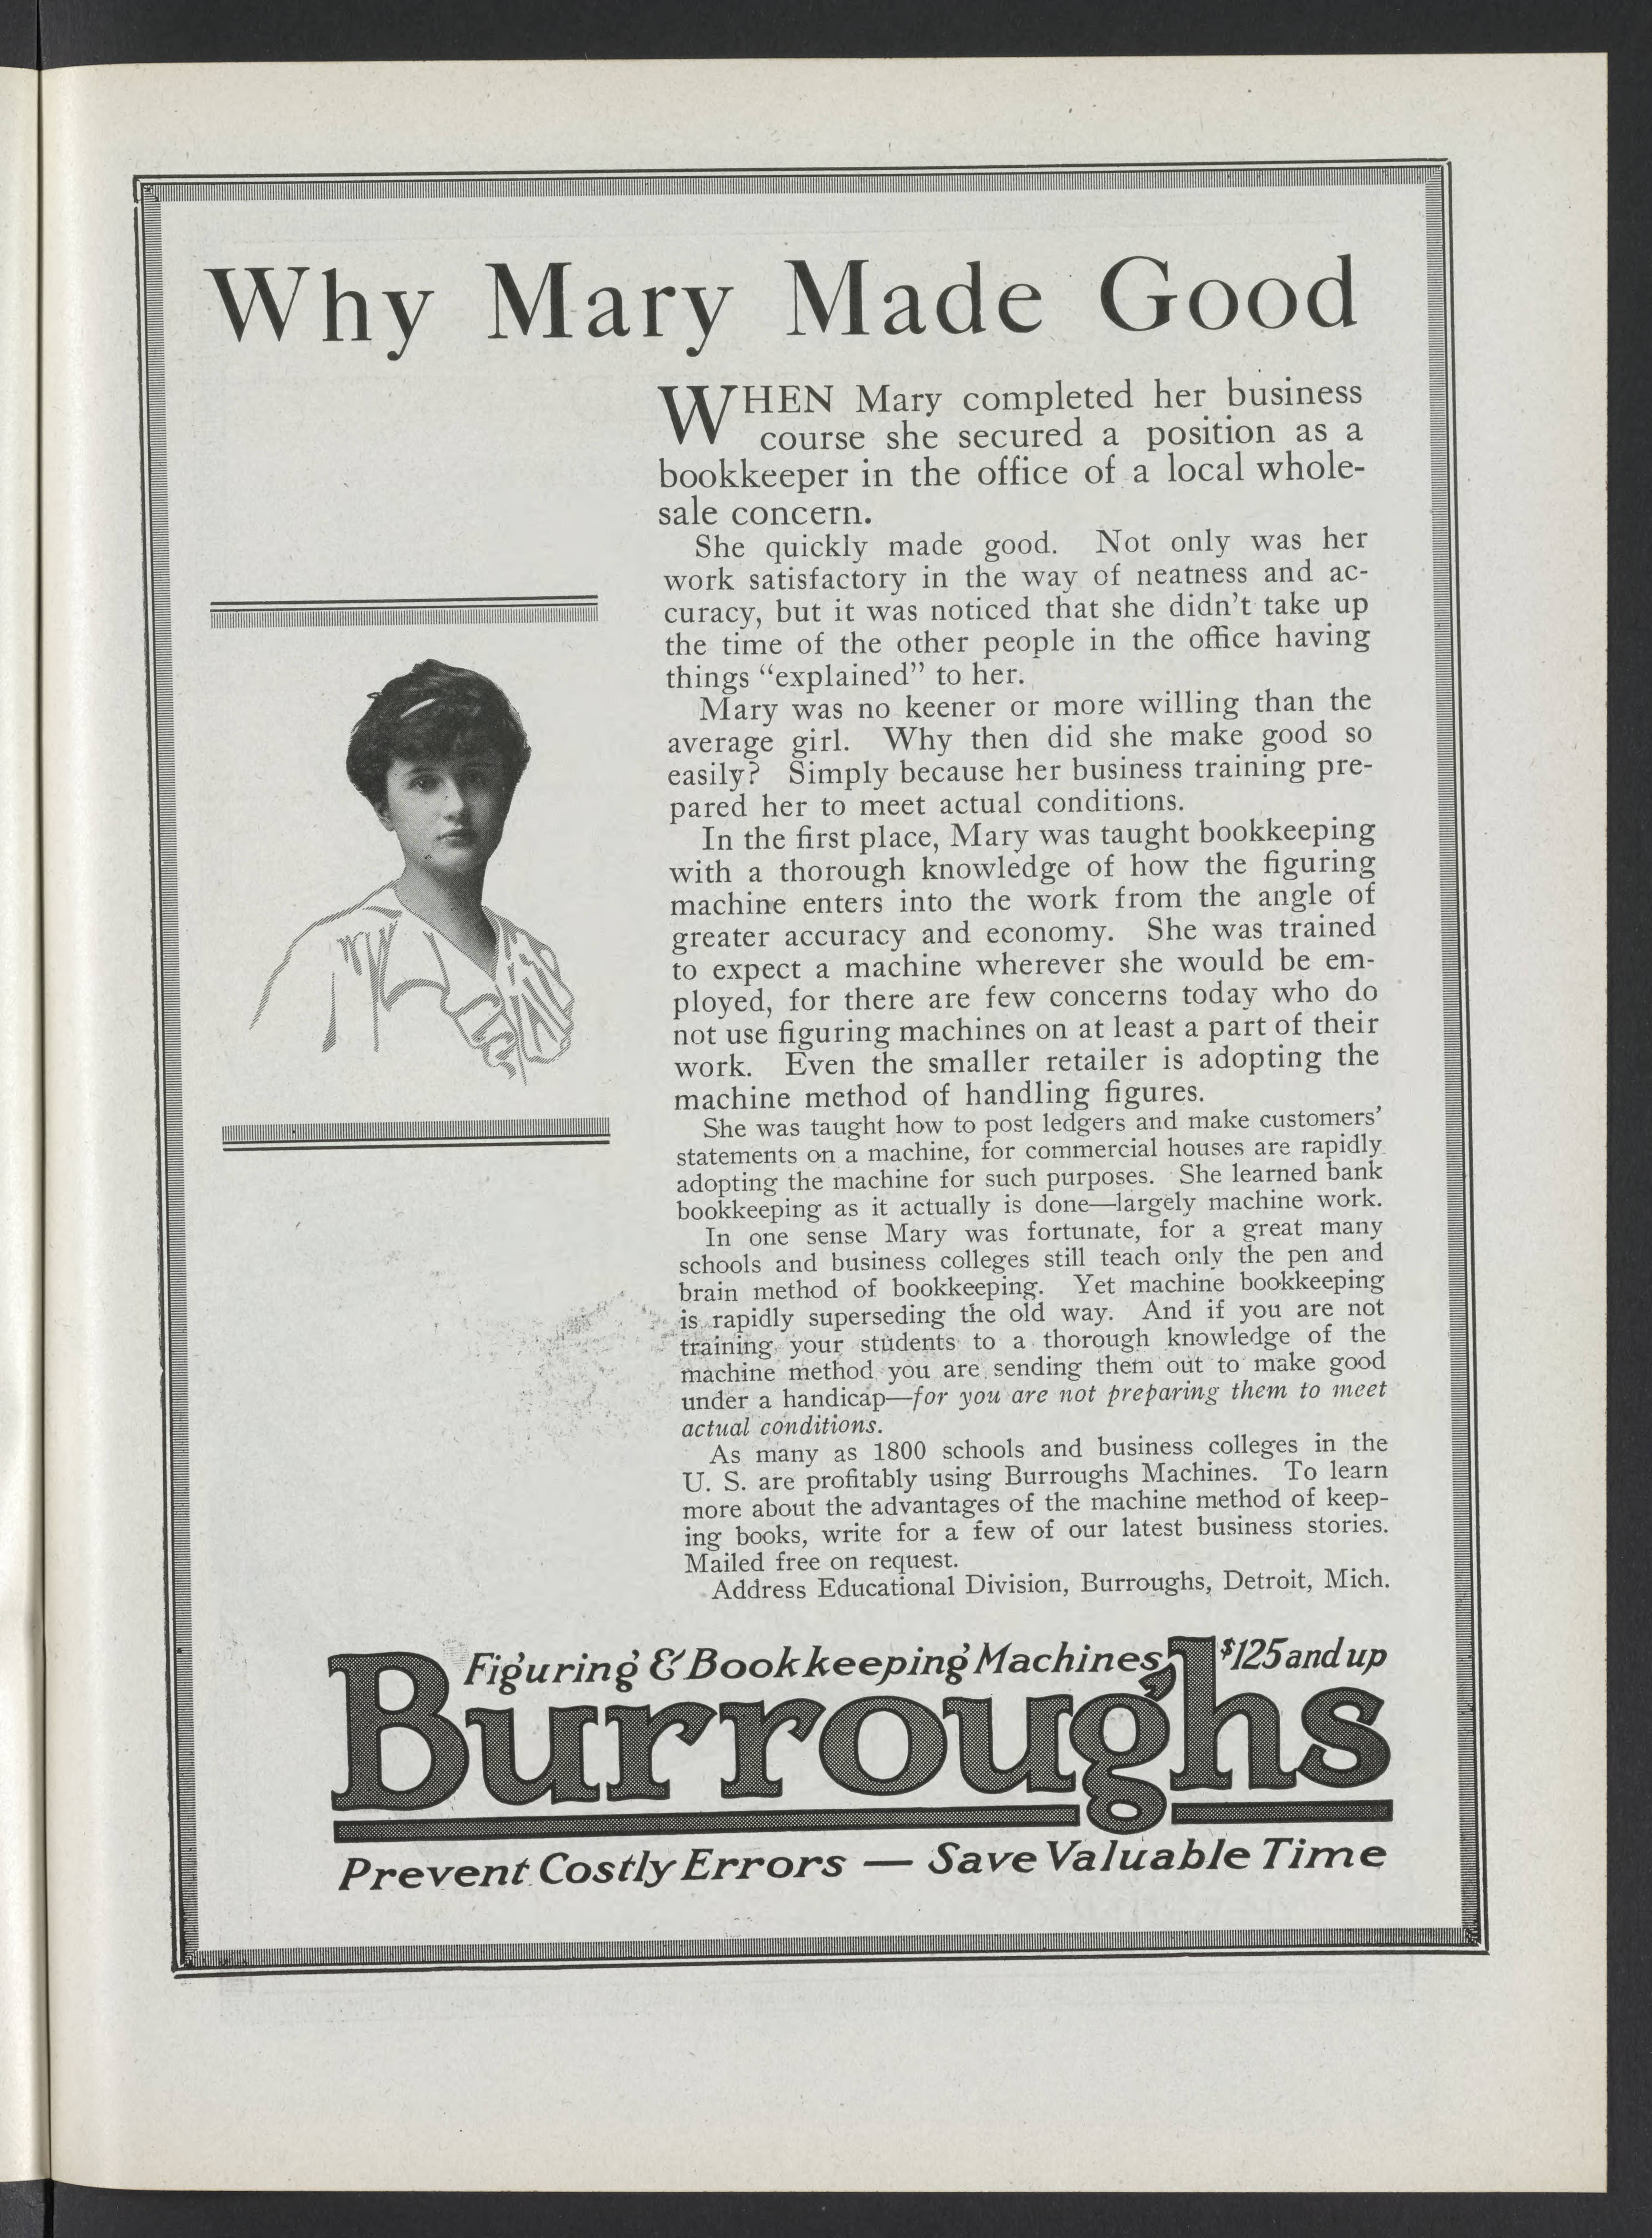 Why Mary Made Good
WHEN Mary completed her business
course she secured a position as a
bookkeeper in the office of a local whole-
sale concern.
She quickly made good. Not only was her
work satisfactory in the way of neatness and ac-
curacy, but it was noticed that she didn't take up
the time of the other people in the office having
things "explained" to her.
Mary was no keener or more willing than the
average girl. Why then did she make good so
easily? Simply because her business training pre-
pared her to meet actual conditions.
In the first place, Mary was taught bookkeeping
with a thorough knowledge of how the figuring
machine enters into the work from the angle of
greater accuracy and economy. She was trained
to expect a machine wherever she would be em-
ployed, for there are few concerns today who do
not use figuring machines on at least a part of their
work. Even the smaller retailer is adopting the
machine method of handling figures.
She was taught how to post ledgers and make customers'
statements on a machine, for commercial houses are rapidly
adopting the machine for such purposes. She learned bank
bookkeeping as it actually is done—largely machine work.
In one sense Mary was fortunate, for a great many
schools and business colleges still teach only the pen and
brain method of bookkeeping. Yet machine bookkeeping
is rapidly superseding the old way. And if you are not
training your students to a thorough knowledge of the
machine method you are sending them out to make good
under a handicap—for you are not preparing them to meet
actual conditions.
As many as 1800 schools and business colleges in the
U. S. are profitably using Burroughs Machines. To learn
more about the advantages of the machine method of keep-
ing books, write for a few of our latest business stories.
Mailed free on request.
Address Educational Division, Burroughs, Detroit, Mich.
Figuring & Bookkeeping Machines $125 and up
Burroughs
Prevent Costly Errors — Save Valuable Time